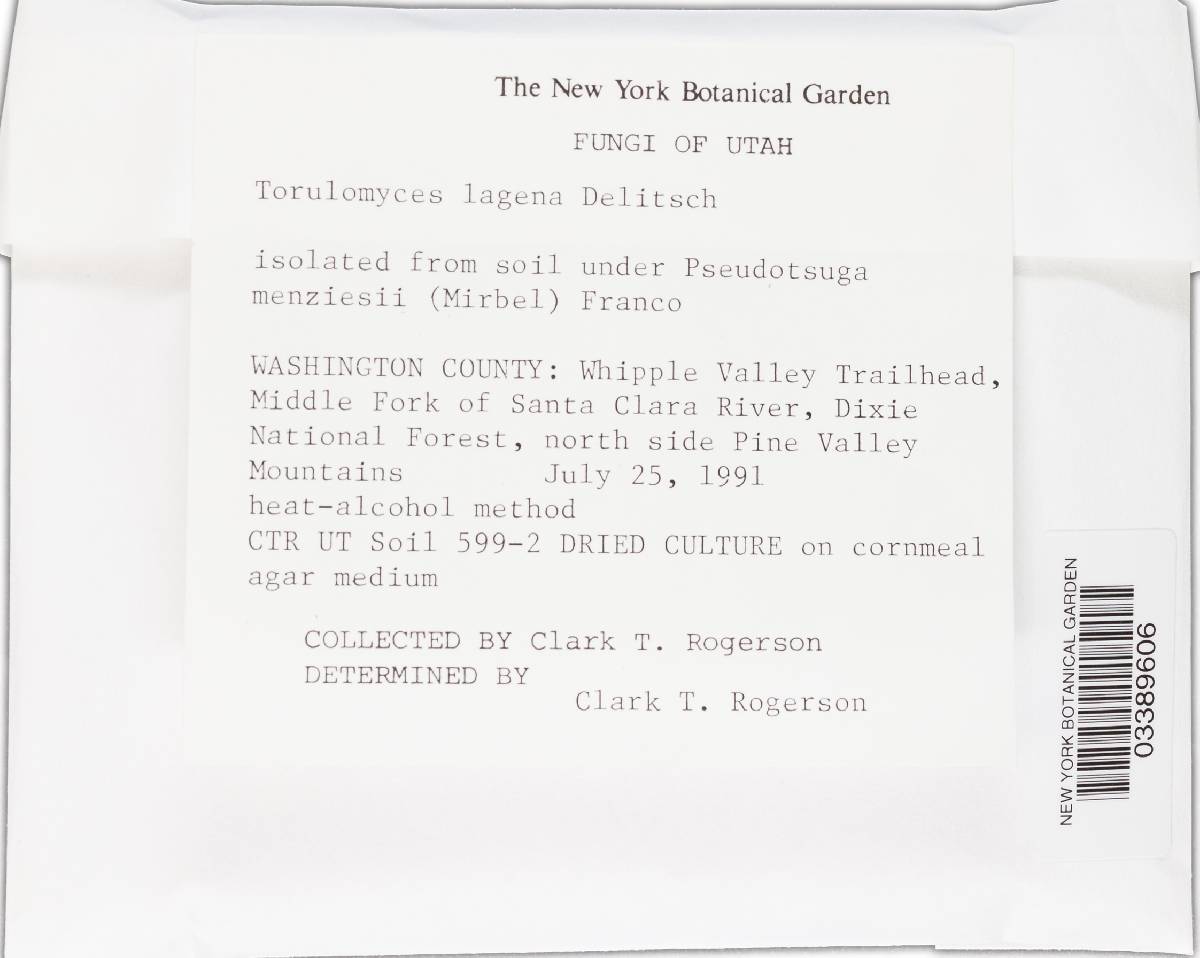 The New York Botanical Garden
FUNGI OF UTAH
Torulomyces lagena Delitsch
isolated from soil under Pseudotsuga
menziesii (Mirbel) Franco
WASHINGTON COUNTY: Whipple Valley Trailhead,
Middle Fork of Santa Clara River, Dixie
National Forest, north side Pine Valley
Mountains July 25, 1991
heat-alcohol method
CTR UT Soil 599-2 DRIED CULTURE on cornmeal
agar medium
COLLECTED BY Clark T. Rogerson
DETERMINED BY
Clark T. Rogerson
NEW YORK BOTANICAL GARDEN
03389606